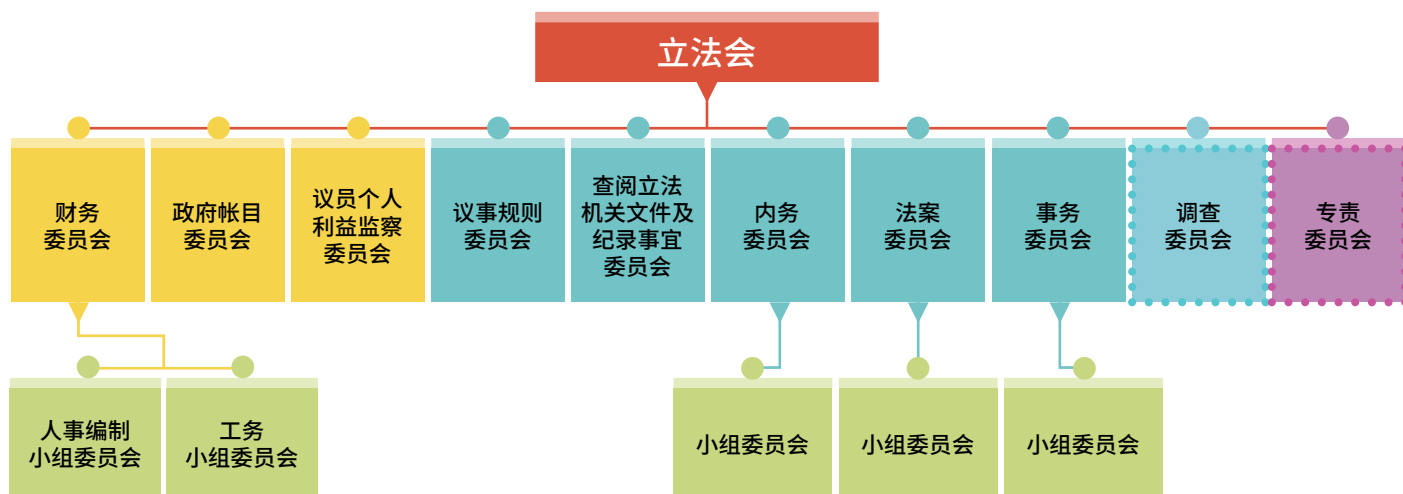 立法会
财务
委员会
政府帐目
委员会
议员个人
利益监察
委员会
议事规则
委员会
查阅立法
机关文件及
纪录事宜
委员会
内务
委员会
法案
委员会
事务
委员会
调查
委员会
专责
委员会
人事编制
小组委员会
工务
小组委员会
小组委员会
小组委员会
小组委员会